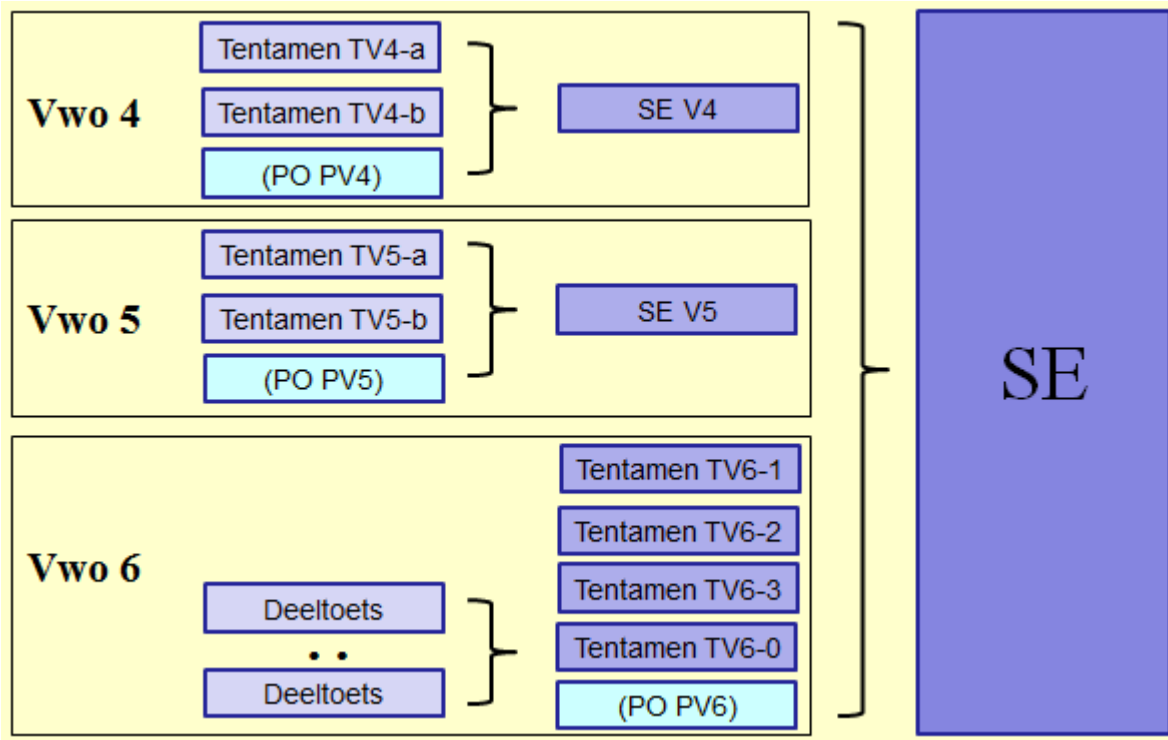 Vwo 4
Tentamen TV4-a
Tentamen TV4-b
(PO PV4)
SE V4
Vwo 5
Tentamen TV5-a
Tentamen TV5-b
(PO PV5)
SE V5
Vwo 6
Deeltoets
. .
Deeltoets
Tentamen TV6-1
Tentamen TV6-2
Tentamen TV6-3
Tentamen TV6-0
(PO PV6)
SE